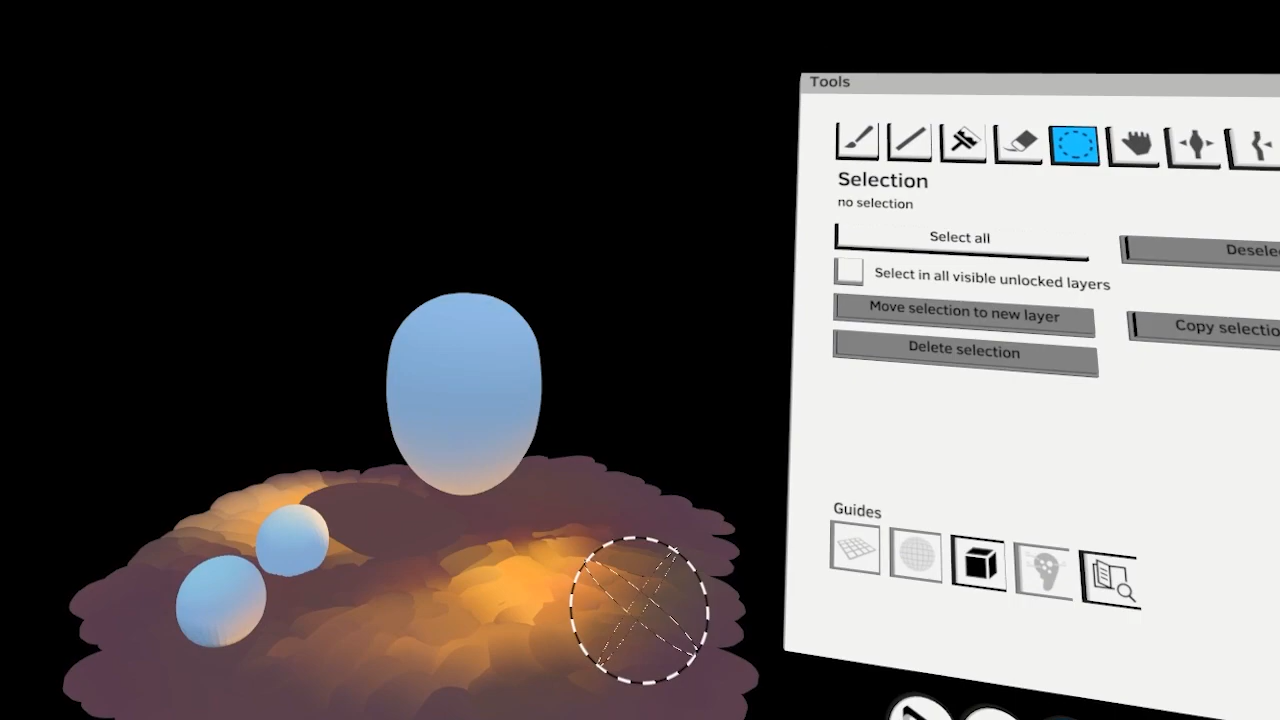 Tools
Selection
no selection
Select all
Select in all visible unlocked layers
Move selection to new layer
Copy
Delete selection
Guides